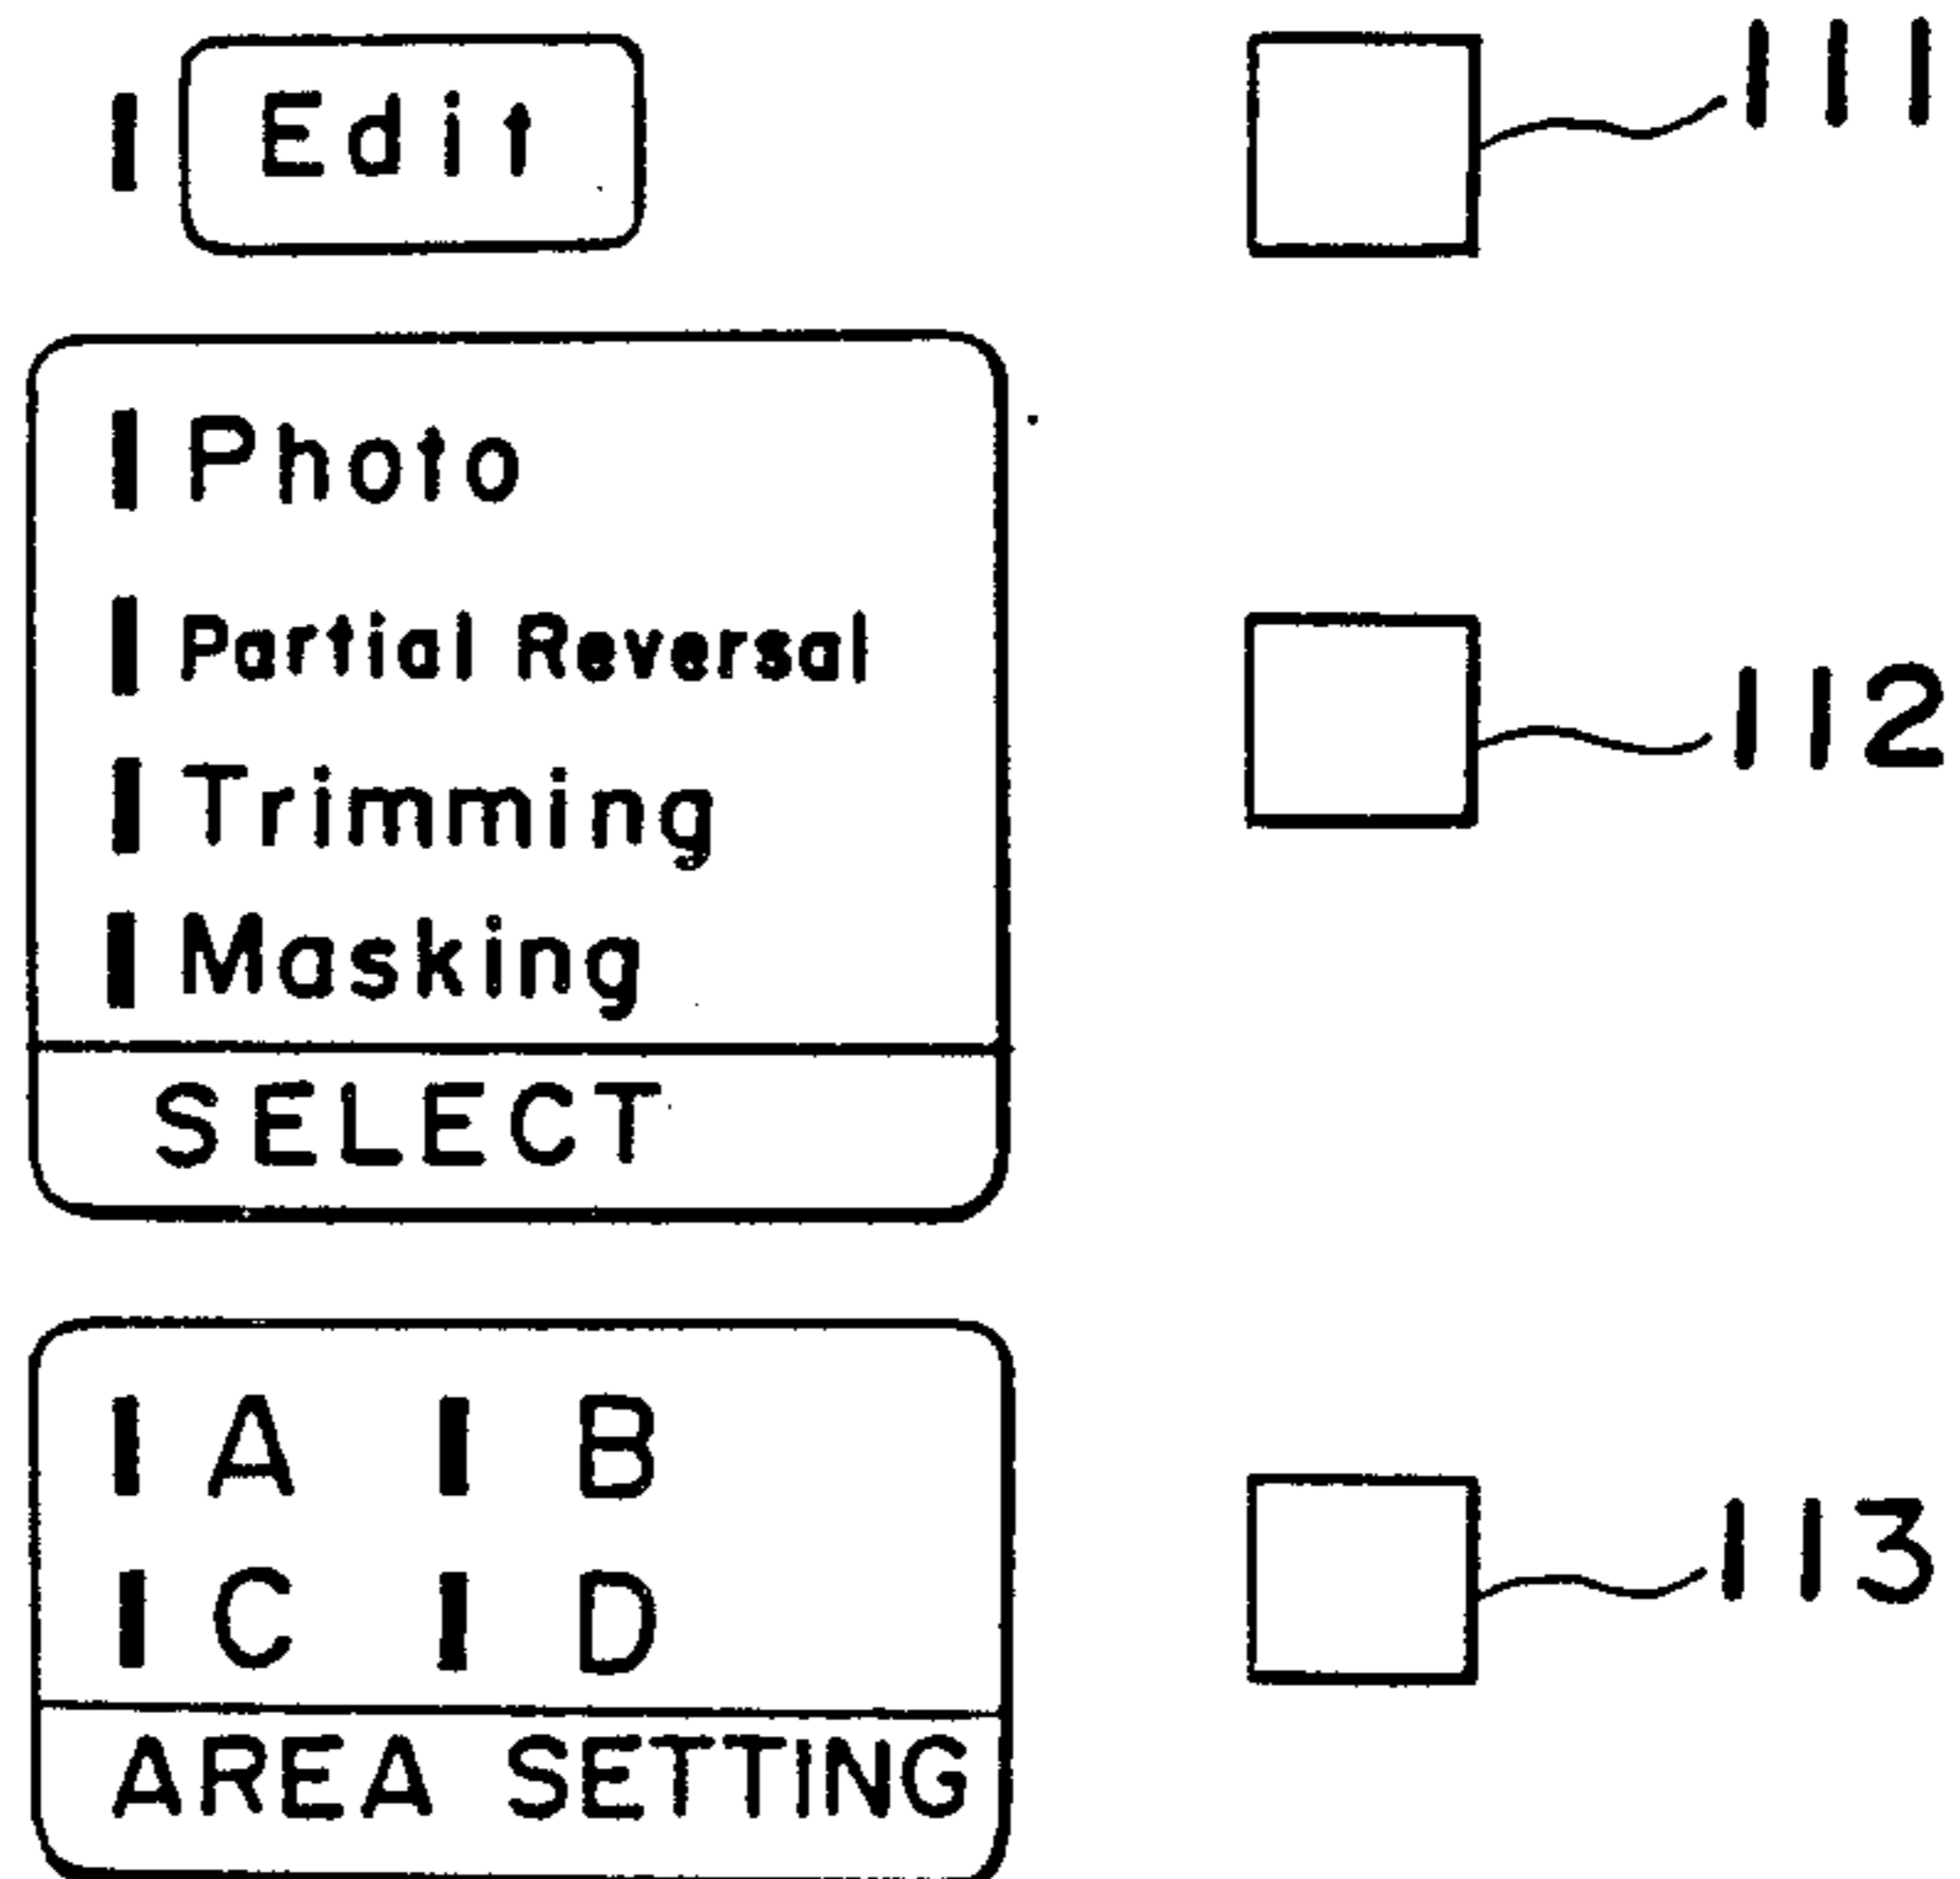 Edit 111
Photo
Partial Reversal
112
Trimming
Masking
SELECT
A B
113
C D
AREA SETTING